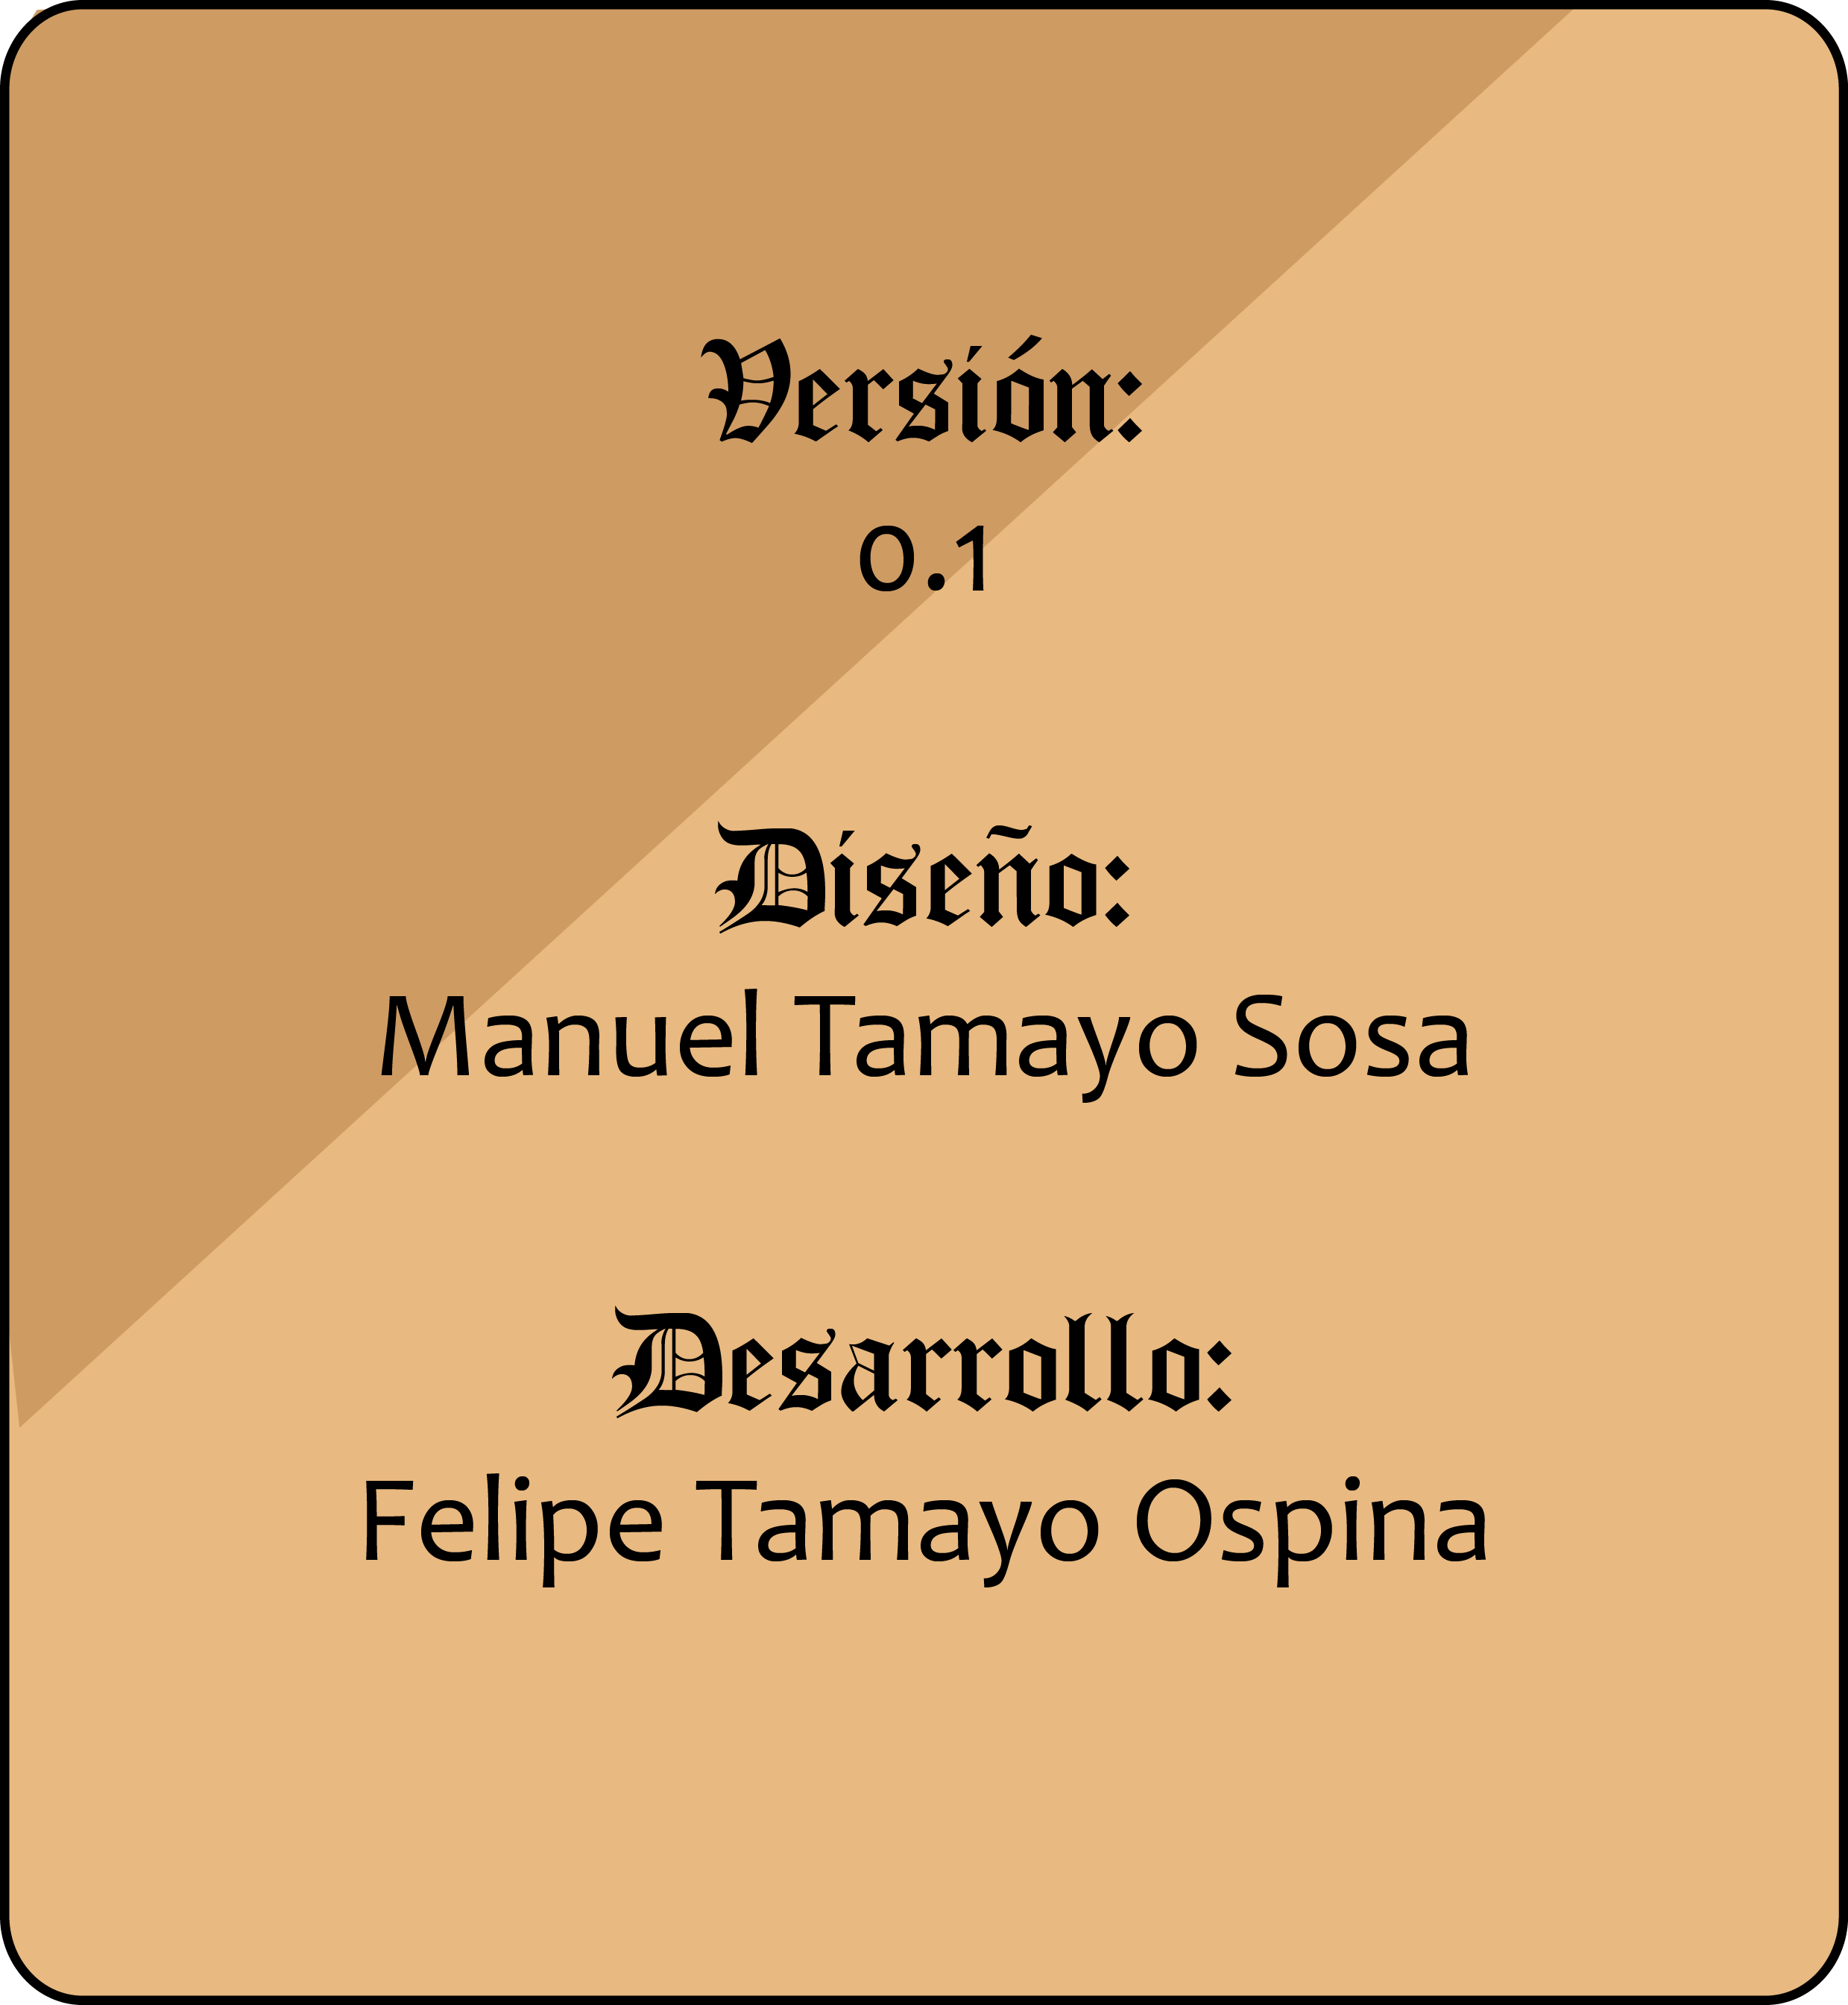 Versión:
0.1
Diseño:
Manuel Tamayo Sosa
Desarrollo:
Felipe Tamayo Ospina